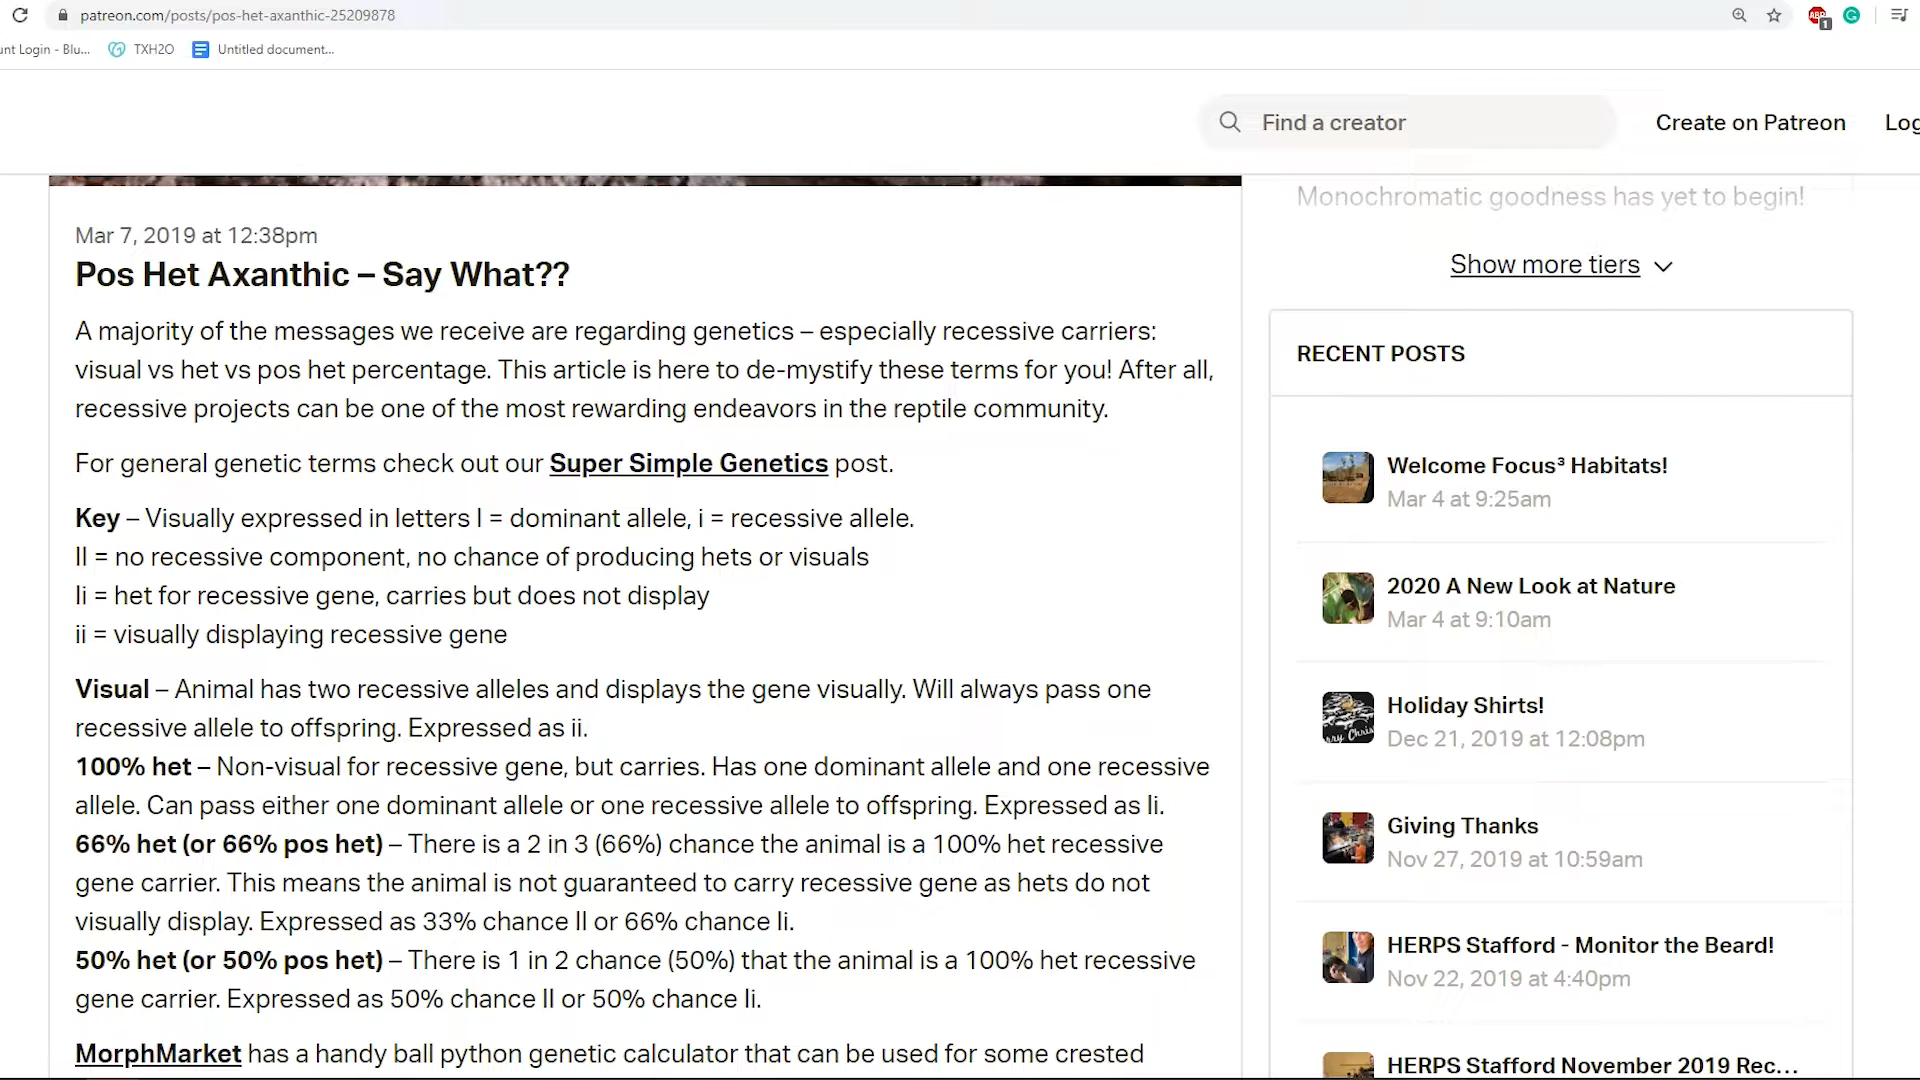 patreon.com/posts/pos-het-axanthic-25209878
unt Login - Blu...
TXH2O
Untitled document...
Find a creator
Create on Patreon
Log
Mar 7, 2019 at 12:38pm
Pos Het Axanthic – Say What??
A majority of the messages we receive are regarding genetics – especially recessive carriers:
visual vs het vs pos het percentage. This article is here to de-mystify these terms for you! After all,
recessive projects can be one of the most rewarding endeavors in the reptile community.
For general genetic terms check out our Super Simple Genetics post.
Key – Visually expressed in letters I = dominant allele, i = recessive allele.
II = no recessive component, no chance of producing hets or visuals
Ii = het for recessive gene, carries but does not display
ii = visually displaying recessive gene
Visual – Animal has two recessive alleles and displays the gene visually. Will always pass one
recessive allele to offspring. Expressed as ii.
100% het – Non-visual for recessive gene, but carries. Has one dominant allele and one recessive
allele. Can pass either one dominant allele or one recessive allele to offspring. Expressed as Ii.
66% het (or 66% pos het) – There is a 2 in 3 (66%) chance the animal is a 100% het recessive
gene carrier. This means the animal is not guaranteed to carry recessive gene as hets do not
visually display. Expressed as 33% chance II or 66% chance Ii.
50% het (or 50% pos het) – There is 1 in 2 chance (50%) that the animal is a 100% het recessive
gene carrier. Expressed as 50% chance II or 50% chance Ii.
MorphMarket has a handy ball python genetic calculator that can be used for some crested
Monochromatic goodness has yet to begin!
Show more tiers
RECENT POSTS
Welcome Focus³ Habitats!
Mar 4 at 9:25am
2020 A New Look at Nature
Mar 4 at 9:10am
Holiday Shirts!
Dec 21, 2019 at 12:08pm
Giving Thanks
Nov 27, 2019 at 10:59am
HERPS Stafford - Monitor the Beard!
Nov 22, 2019 at 4:40pm
HERPS Stafford November 2019 Rec...